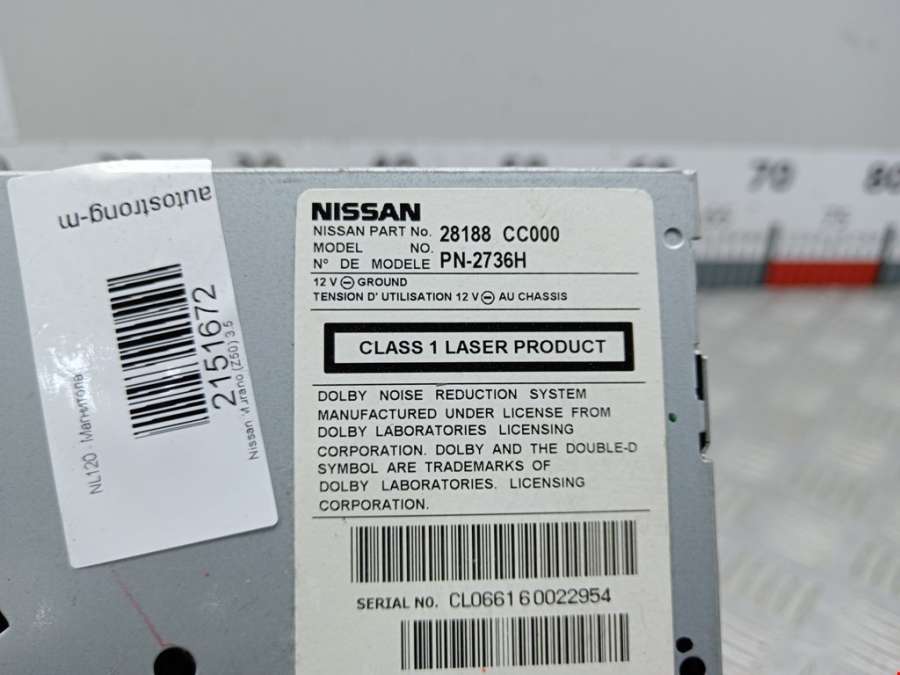 NISSAN
NISSAN PART No. 28188 CC000
MODEL NO.
N° DE MODELE PN-2736H
12 V ⊖ GROUND
TENSION D' UTILISATION 12 V ⊖ AU CHASSIS
CLASS 1 LASER PRODUCT
DOLBY NOISE REDUCTION SYSTEM
MANUFACTURED UNDER LICENSE FROM
DOLBY LABORATORIES LICENSING
CORPORATION. DOLBY AND THE DOUBLE-D
SYMBOL ARE TRADEMARKS OF
DOLBY LABORATORIES. LICENSING
CORPORATION.
SERIAL NO. CL066160022954
autostrong-m
NL120 - Магнитола
2151672
Nissan Murano (Z50) 3.5
70
80
75